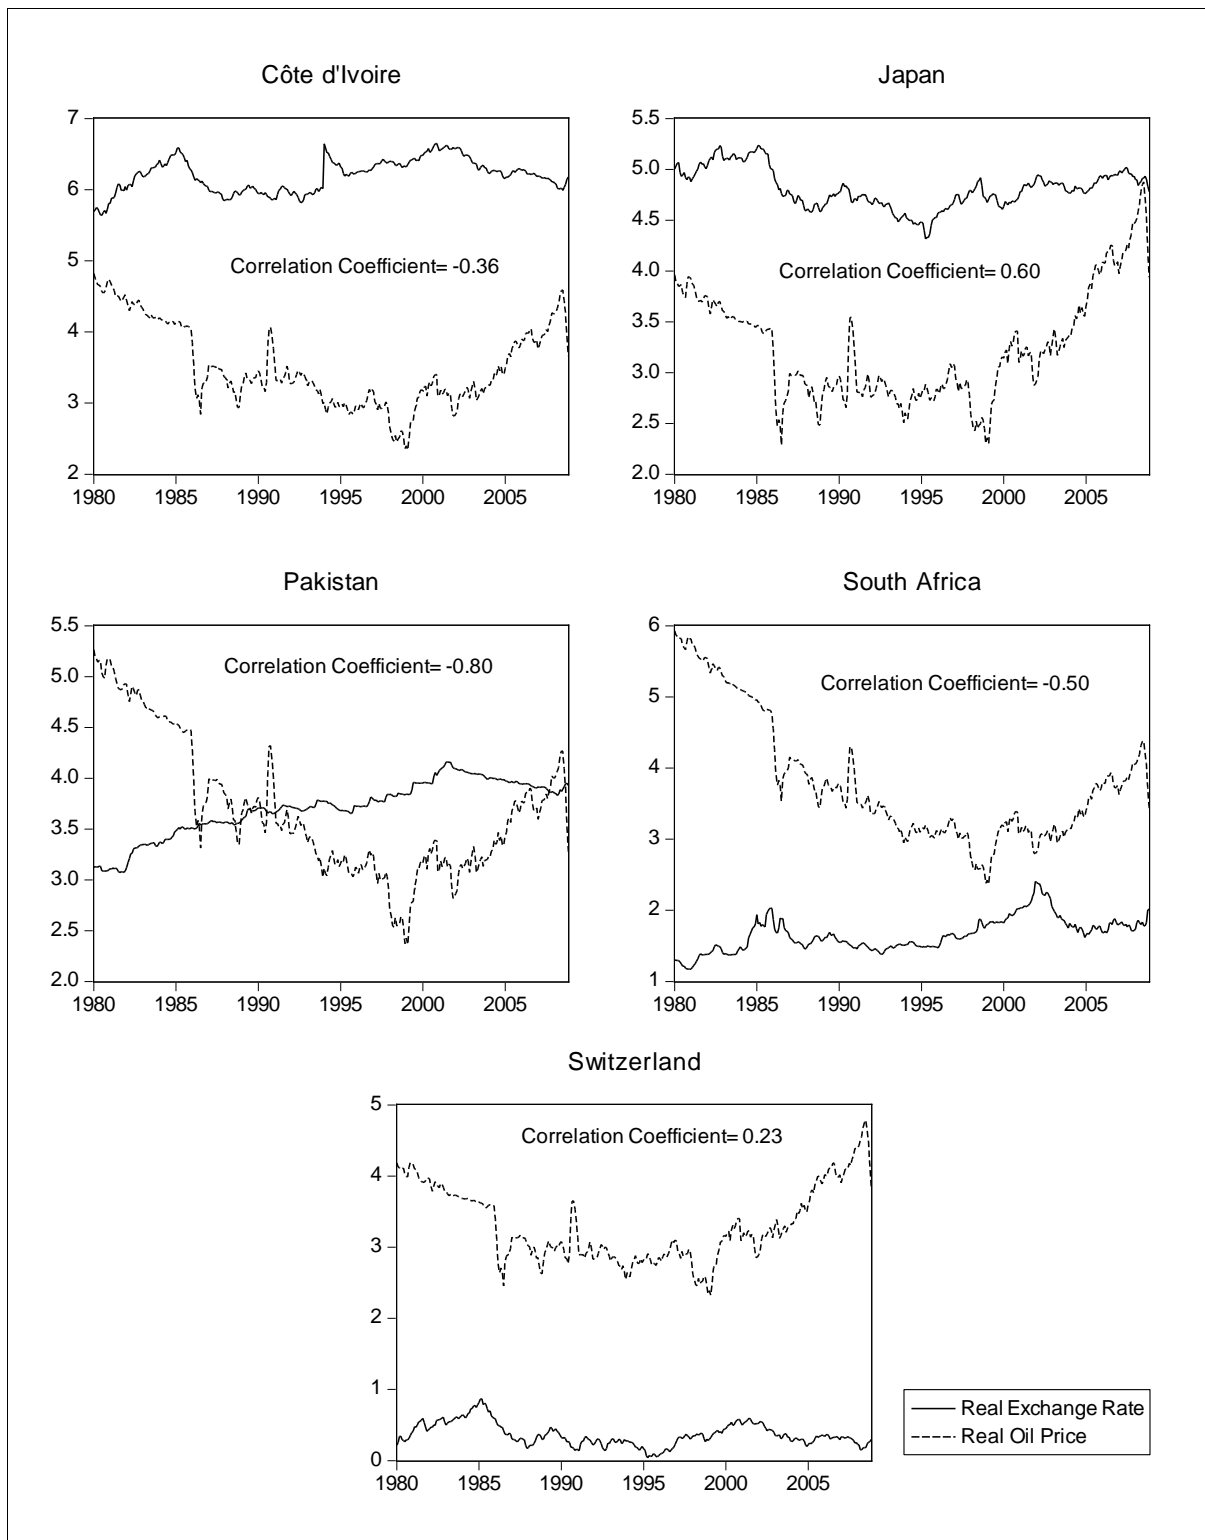 Côte d'Ivoire
7
6
5
4
3
2
Correlation Coefficient= -0.36
1980 1985 1990 1995 2000 2005
Japan
5.5
5.0
4.5
4.0
3.5
3.0
2.5
2.0
Correlation Coefficient= 0.60
1980 1985 1990 1995 2000 2005
Pakistan
5.5
5.0
4.5
4.0
3.5
3.0
2.5
2.0
Correlation Coefficient= -0.80
1980 1985 1990 1995 2000 2005
South Africa
6
5
4
3
2
1
Correlation Coefficient= -0.50
1980 1985 1990 1995 2000 2005
Switzerland
5
4
3
2
1
0
Correlation Coefficient= 0.23
1980 1985 1990 1995 2000 2005
Real Exchange Rate
Real Oil Price